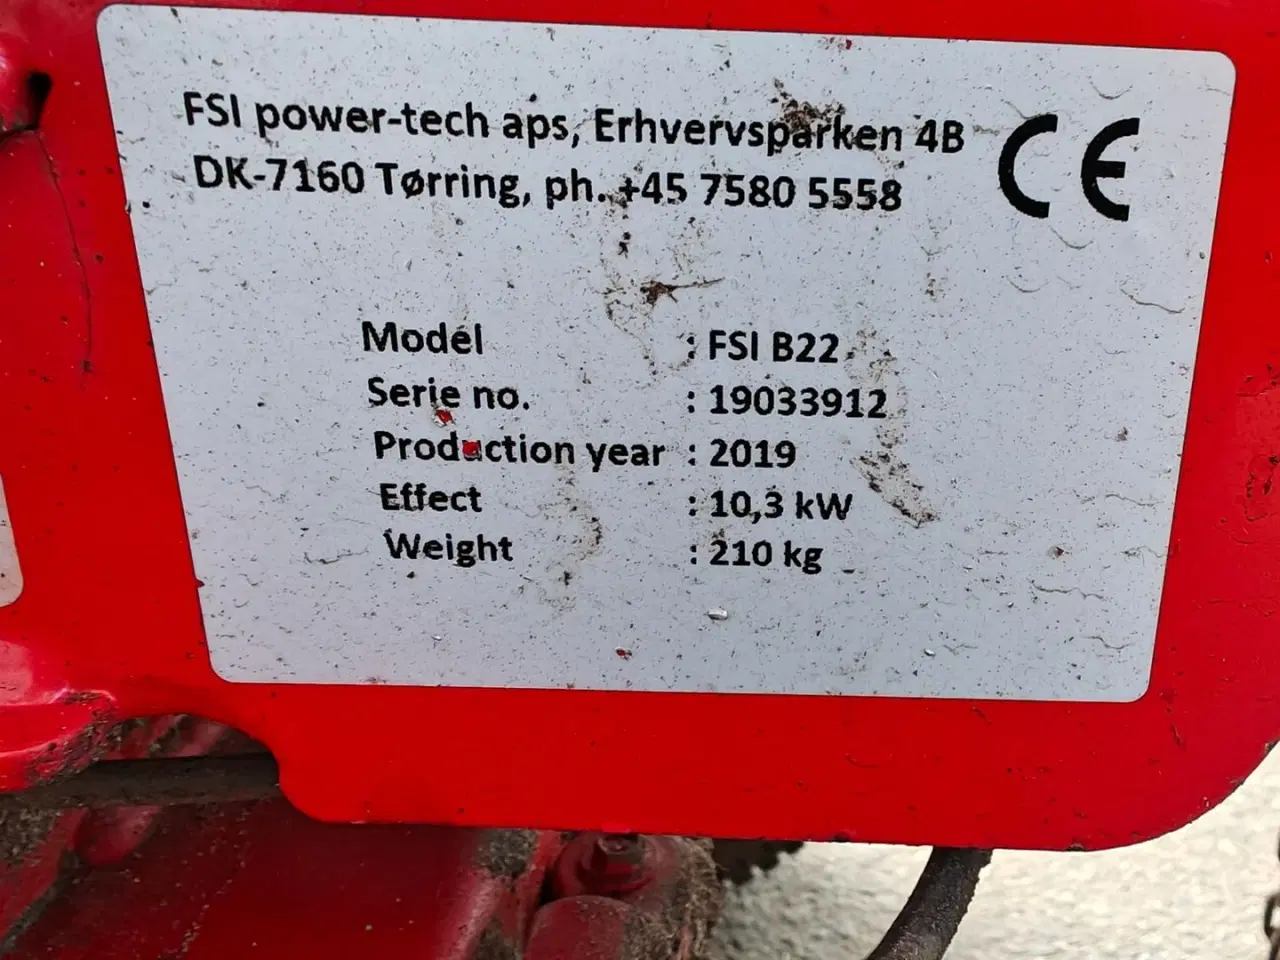 FSI power-tech aps, Erhvervsparken 4B
DK-7160 Tørring, ph. +45 7580 5558
CE
Model : FSI B22
Serie no. : 19033912
Production year : 2019
Effect : 10,3 kW
Weight : 210 kg